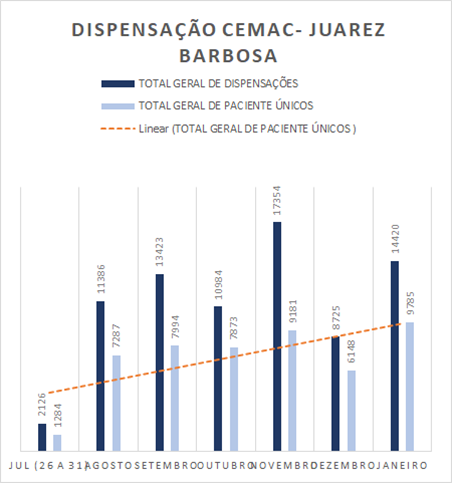 DISPENSAÇÃO CEMAC- JUAREZ
BARBOSA
TOTAL GERAL DE DISPENSAÇÕES
TOTAL GERAL DE PACIENTE ÚNICOS
Linear (TOTAL GERAL DE PACIENTE ÚNICOS )
2126
1284
11386
7287
13423
7994
10984
7873
17354
9181
8725
6148
14420
9785
JUL (26 A 31) AGOSTO SETEMBRO OUTUBRO NOVEMBRO DEZEMBRO JANEIRO